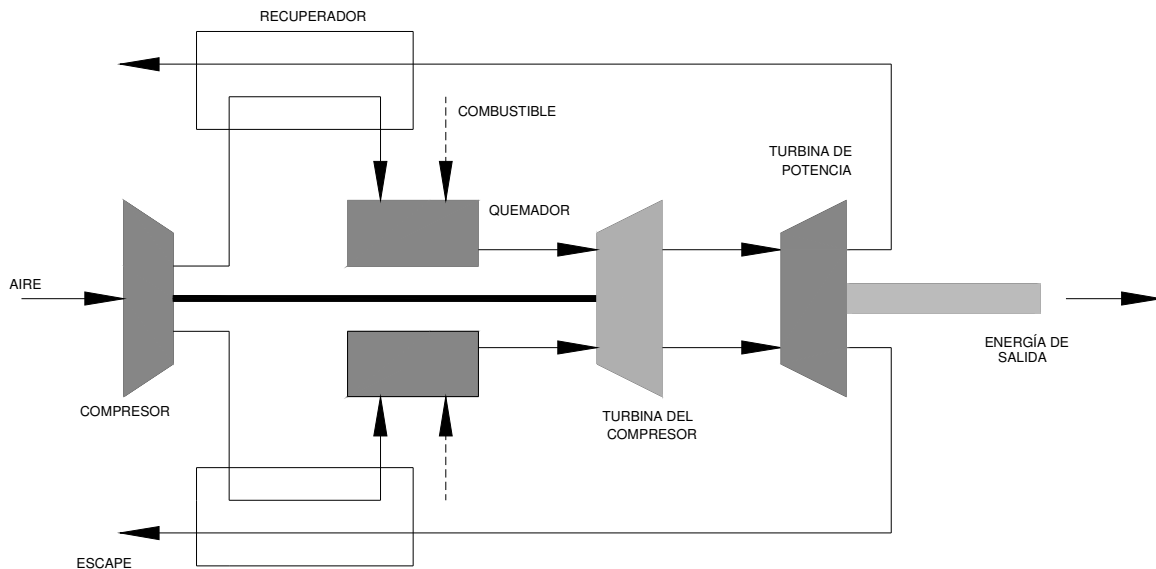 RECUPERADOR
COMBUSTIBLE
TURBINA DE
POTENCIA
QUEMADOR
AIRE
ENERGÍA DE
SALIDA
COMPRESOR
TURBINA DEL
COMPRESOR
ESCAPE